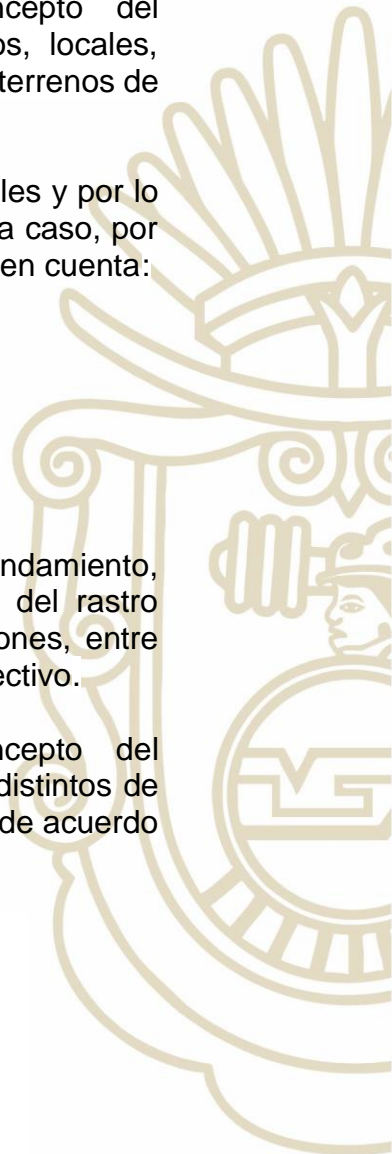 cepto del
os, locales,
terrenos de
les y por lo
a caso, por
en cuenta:
ndamiento,
del rastro
ones, entre
ectivo.
ncepto del
distintos de
de acuerdo